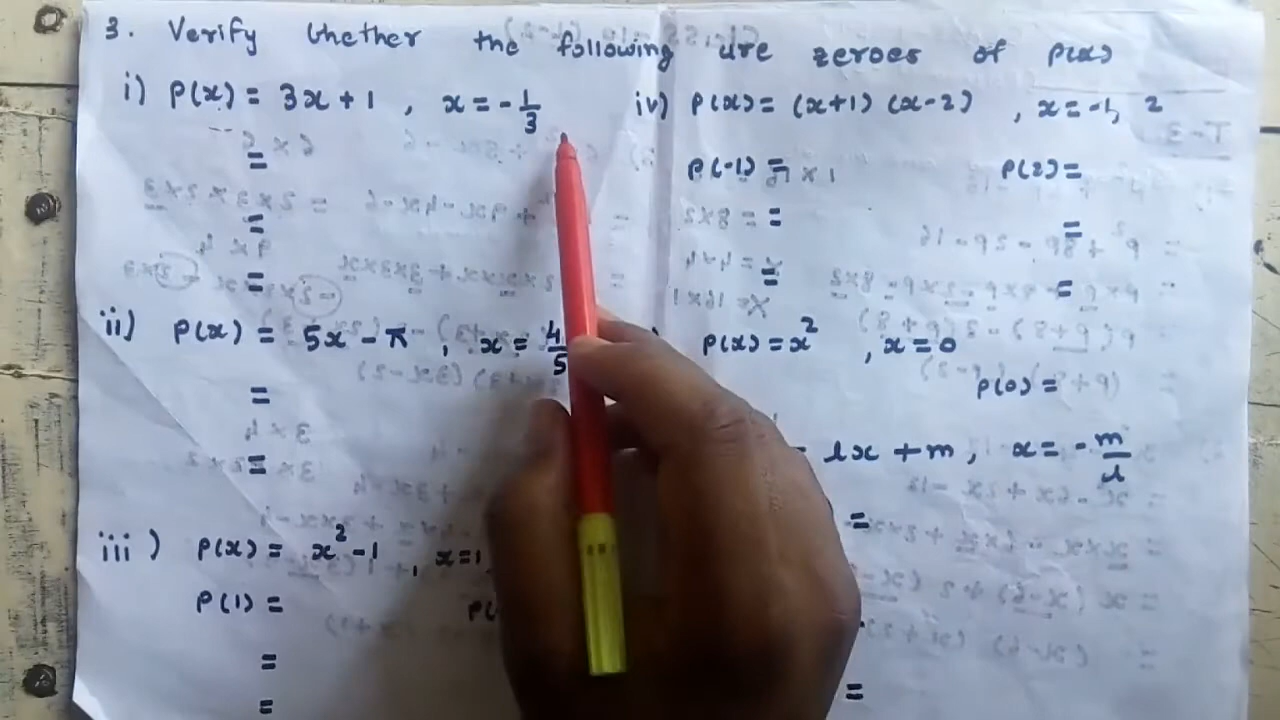 3. Verify whether the following are zeroes of P(x)
i) P(x) = 3x+1 , x = -1/3
=
=
=
ii) P(x) = 5x - π , x = 4/5
=
=
iii) P(x) = x² - 1 , x=1,
P(1) =
=
=
iv) P(x) = (x+1) (x-2) , x = -1, 2
P(-1) = P(2) =
= =
= =
P(x) = x² , x = 0
P(0) =
= lx + m, x = -m/l
=
=